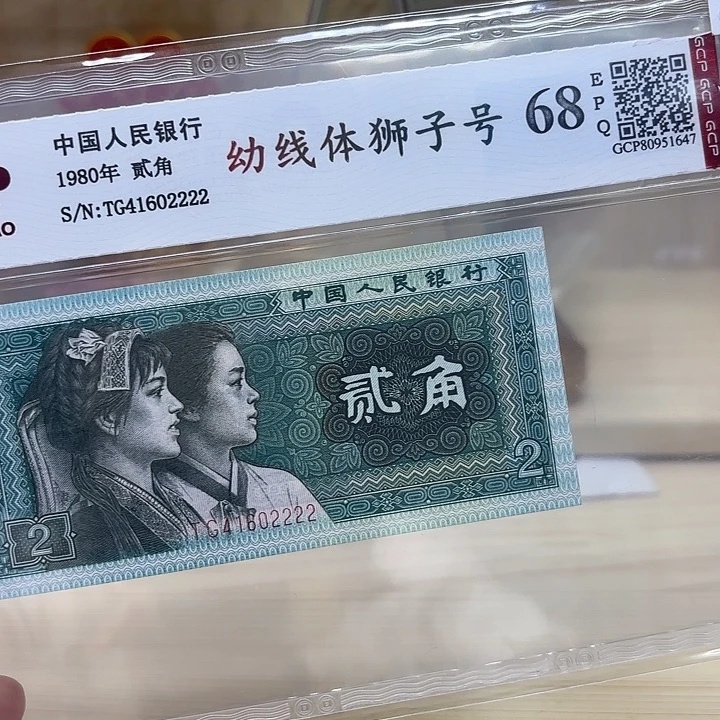 中国人民银行
1980年 贰角
S/N:TG41602222
幼线体狮子号
68
EPQ
GCP80951647
GCP GCP GCP
中国人民银行
贰角
2
2
TG41602222